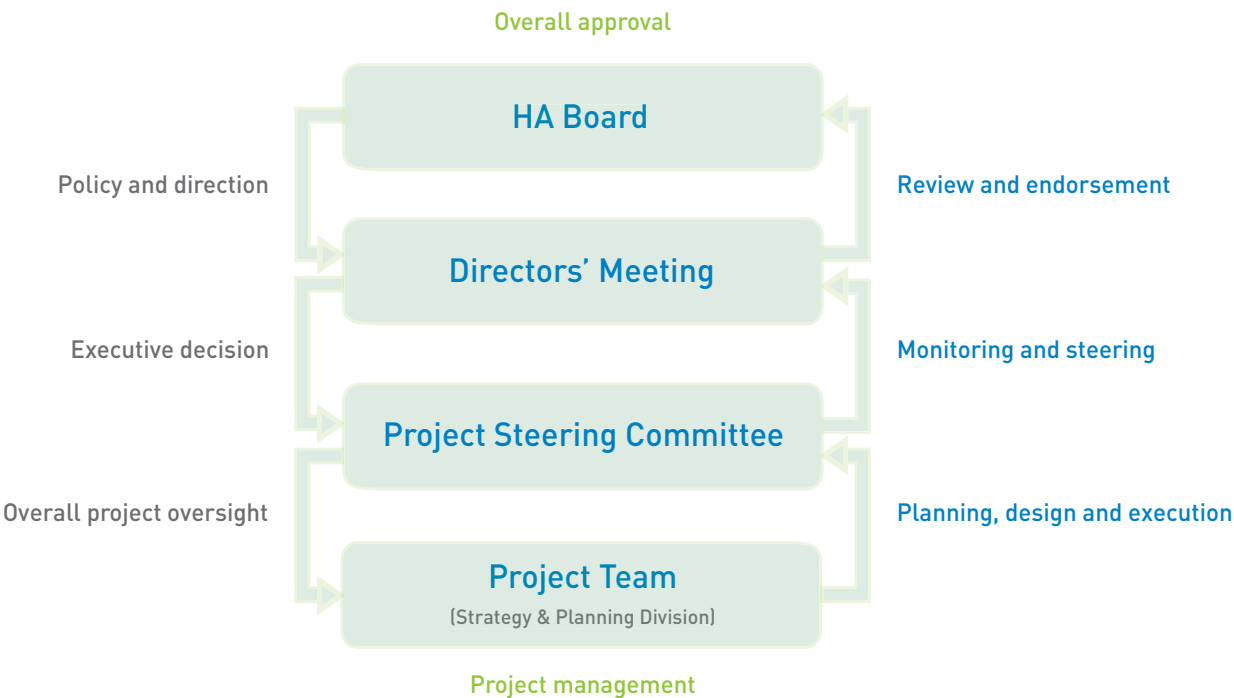 Overall approval
HA Board
Policy and direction
Review and endorsement
Directors’ Meeting
Executive decision
Monitoring and steering
Project Steering Committee
Overall project oversight
Planning, design and execution
Project Team
(Strategy & Planning Division)
Project management